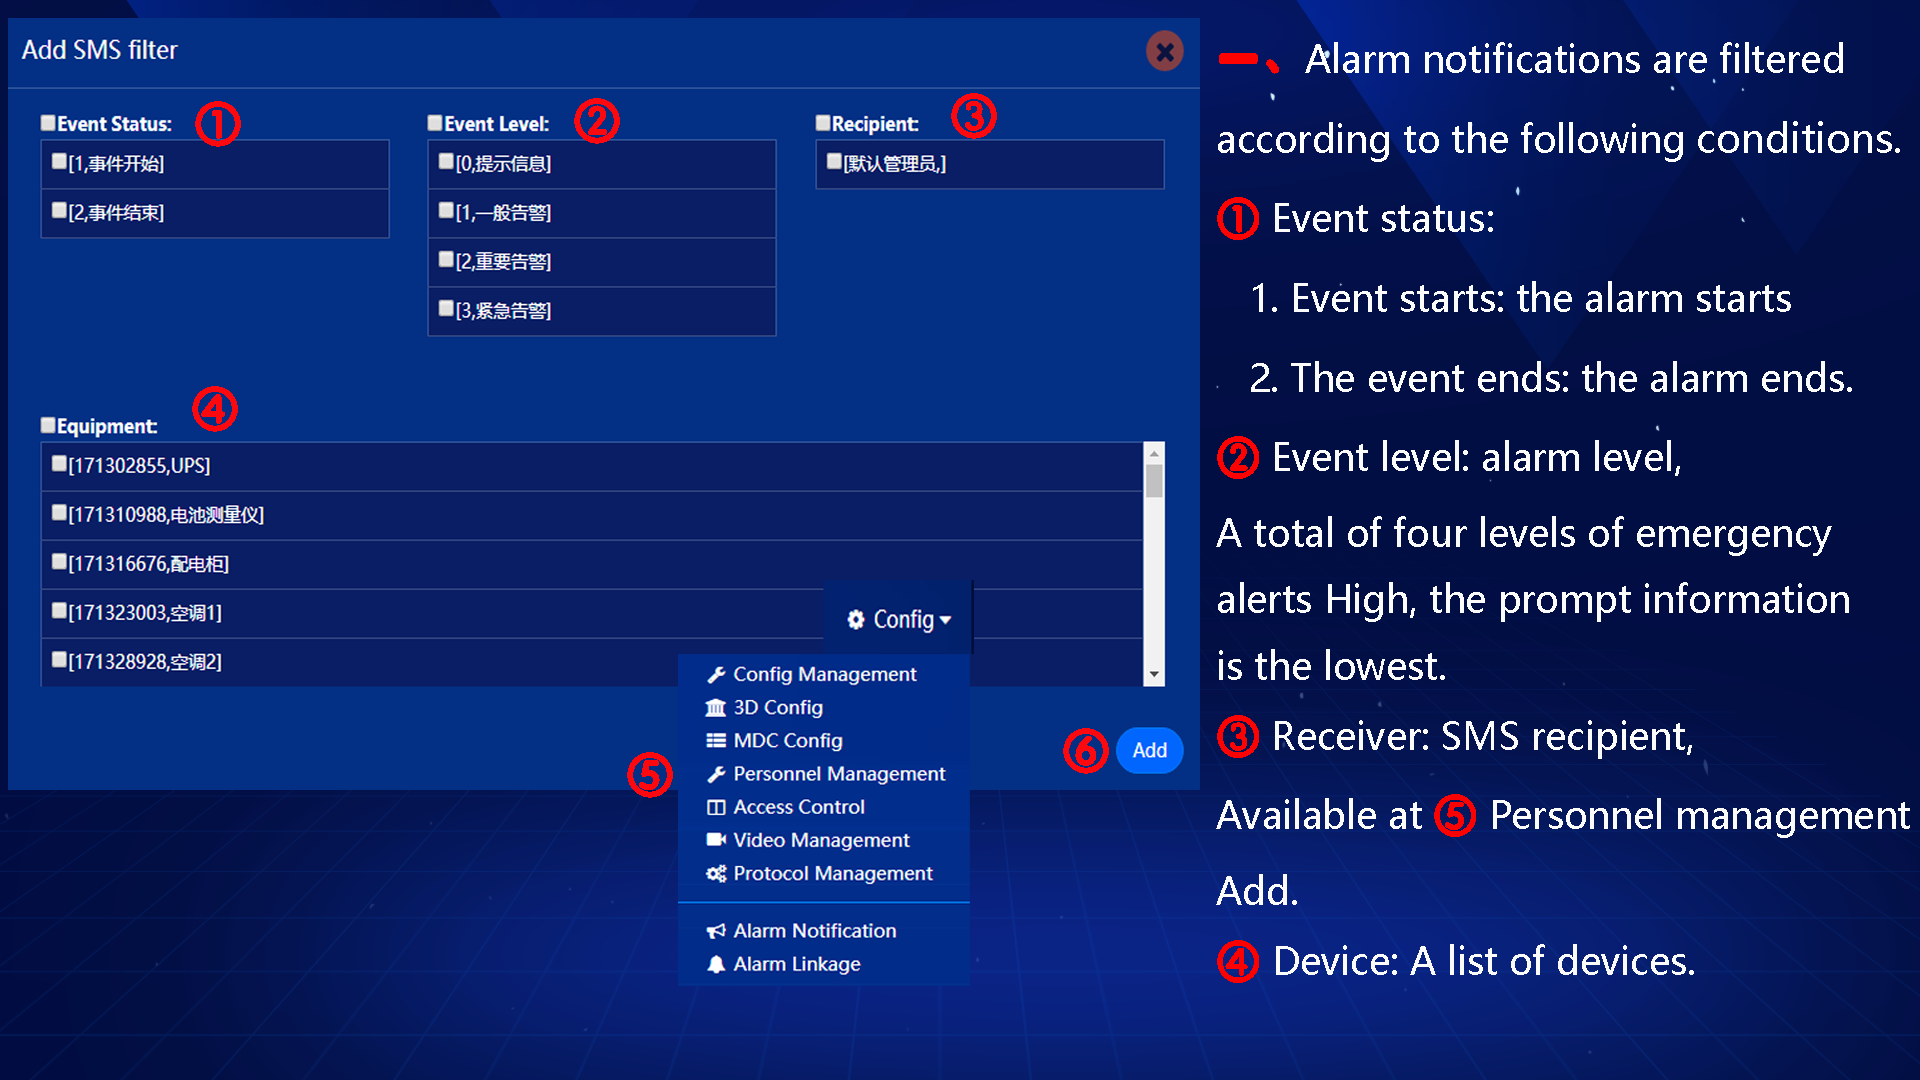 Add SMS filter
Event Status: ①
[1,事件开始]
[2,事件结束]
Event Level: ②
[0,提示信息]
[1,一般告警]
[2,重要告警]
[3,紧急告警]
Recipient: ③
[默认管理员,]
Equipment: ④
[171302855,UPS]
[171310988,电池测量仪]
[171316676,配电柜]
[171323003,空调1]
[171328928,空调2]
Config
Config Management
3D Config
MDC Config
⑤ Personnel Management
Access Control
Video Management
Protocol Management
Alarm Notification
Alarm Linkage
⑥ Add
一、Alarm notifications are filtered
according to the following conditions.
① Event status:
1. Event starts: the alarm starts
2. The event ends: the alarm ends.
② Event level: alarm level,
A total of four levels of emergency
alerts High, the prompt information
is the lowest.
③ Receiver: SMS recipient,
Available at ⑤ Personnel management
Add.
④ Device: A list of devices.